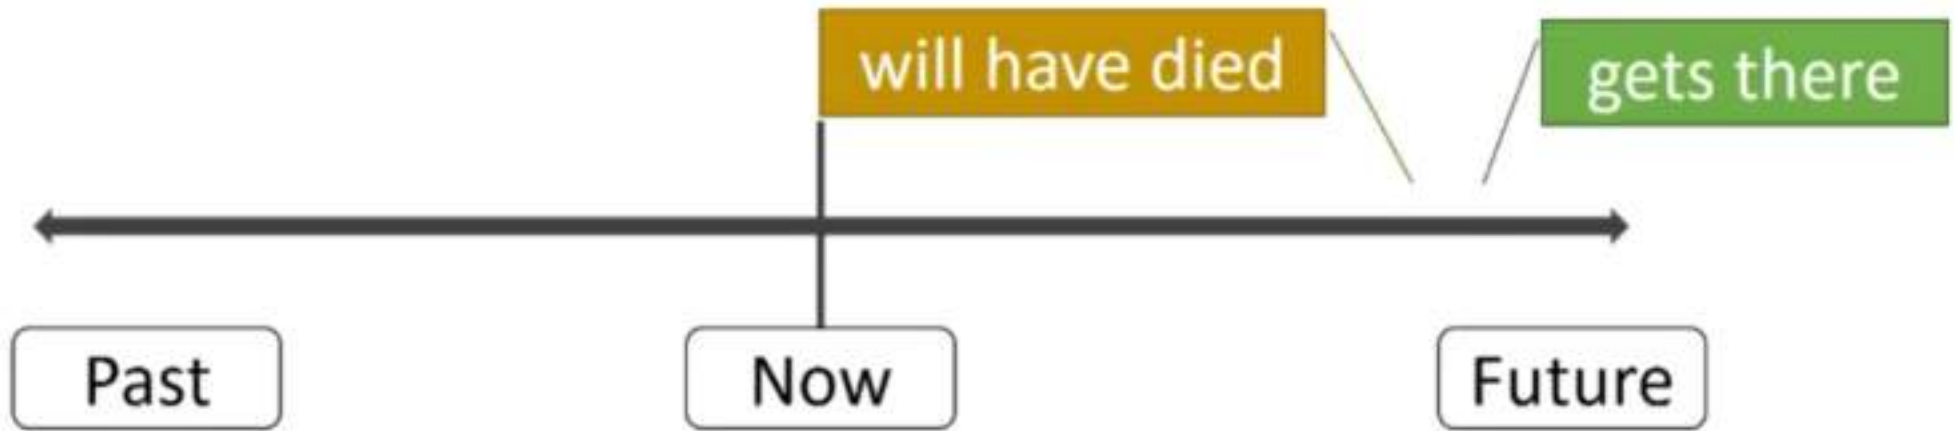 will have died
gets there
Past
Now
Future